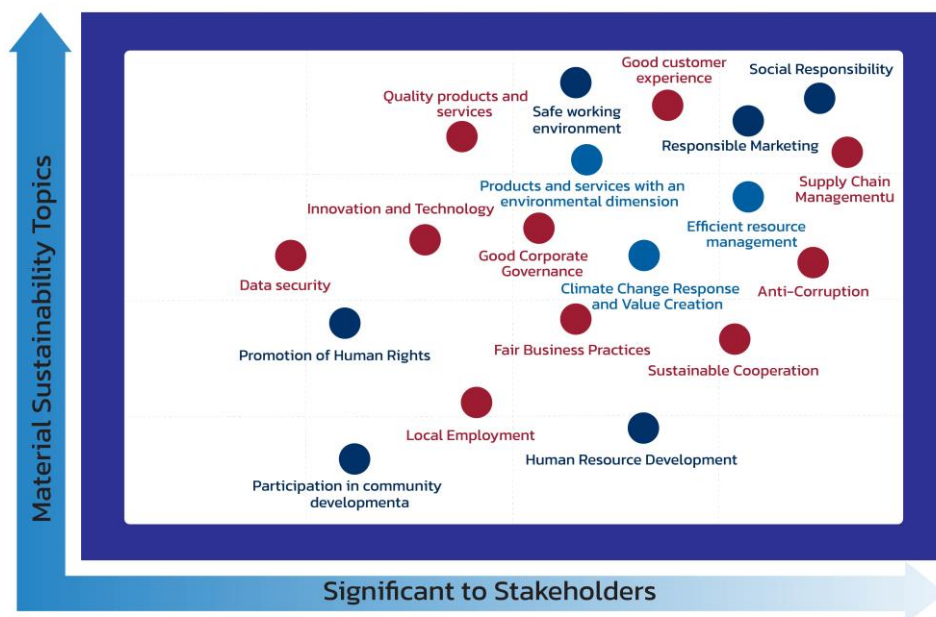 Material Sustainability Topics
Good customer
experience
Social Responsibility
Quality products and
services
Safe working
environment
Responsible Marketing
Supply Chain
Managementu
Products and services with an
environmental dimension
Innovation and Technology
Efficient resource
management
Good Corporate
Governance
Data security
Climate Change Response
and Value Creation
Anti-Corruption
Promotion of Human Rights
Fair Business Practices
Sustainable Cooperation
Local Employment
Human Resource Development
Participation in community
developmenta
Significant to Stakeholders